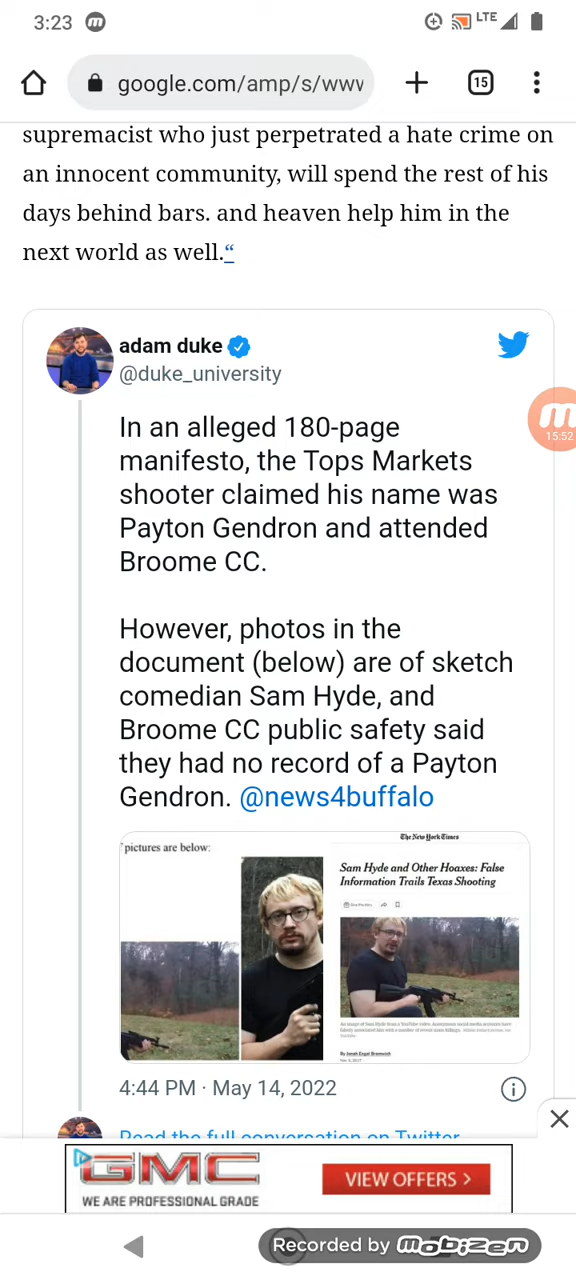 3:23
LTE
google.com/amp/s/www
15
supremacist who just perpetrated a hate crime on
an innocent community, will spend the rest of his
days behind bars. and heaven help him in the
next world as well.“
adam duke
@duke_university
In an alleged 180-page
manifesto, the Tops Markets
shooter claimed his name was
Payton Gendron and attended
Broome CC.
However, photos in the
document (below) are of sketch
comedian Sam Hyde, and
Broome CC public safety said
they had no record of a Payton
Gendron. @news4buffalo
15:52
pictures are below:
The New York Times
Sam Hyde and Other Hoaxes: False
Information Trails Texas Shooting
4:44 PM · May 14, 2022
Read the full conversation on Twitter
GMC
WE ARE PROFESSIONAL GRADE
VIEW OFFERS >
Recorded by mobizen